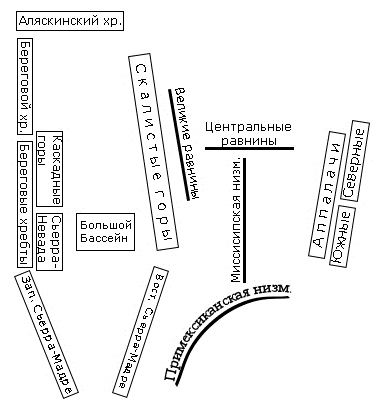 Аляскинский хр.
Береговой хр.
Скалистые горы
Великие равнины
Центральные
равнины
Каскадные
горы
Береговые хребты
Сьерра-
Невада
Большой
Бассейн
Миссисипская низм.
Аппалачи
Северные
Южные
Зап. Сьерра-Мадре
Вост. Сьерра-Мадре
Примексиканская низм.